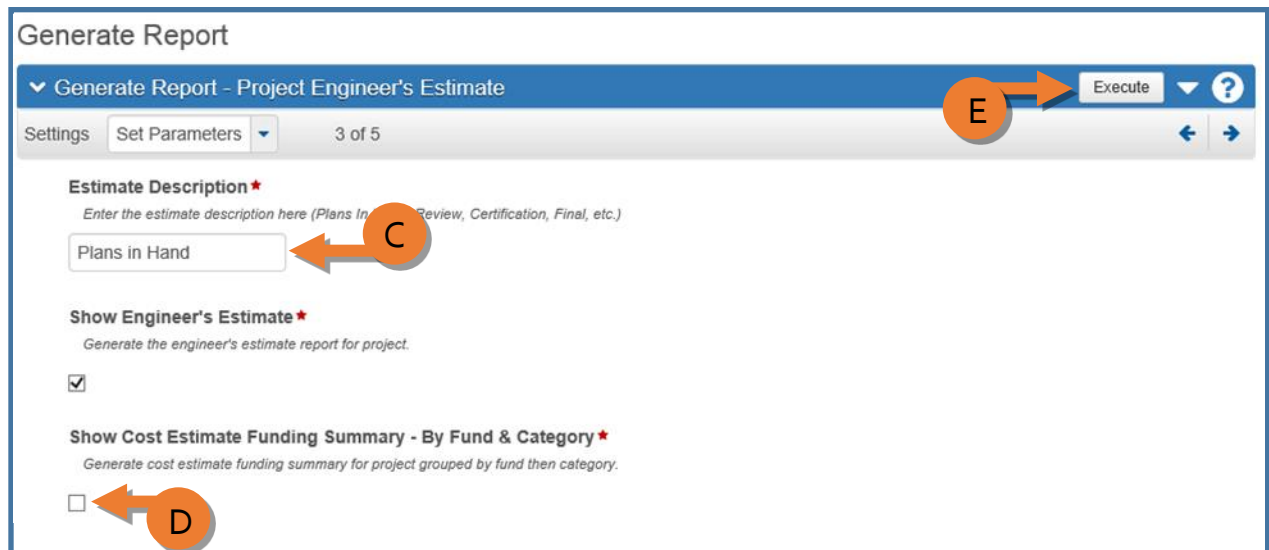 Generate Report
Generate Report - Project Engineer's Estimate
Execute
?
E
Settings Set Parameters 3 of 5
Estimate Description★
Enter the estimate description here (Plans In Review, Certification, Final, etc.)
C
Plans in Hand
Show Engineer's Estimate★
Generate the engineer's estimate report for project.
Show Cost Estimate Funding Summary - By Fund & Category★
Generate cost estimate funding summary for project grouped by fund then category.
D